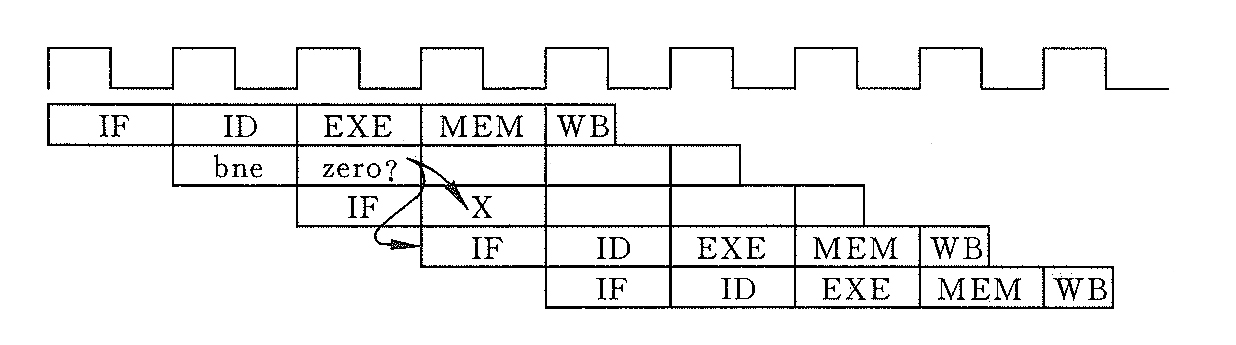 IF ID EXE MEM WB
bne zero?
IF X
IF ID EXE MEM WB
IF ID EXE MEM WB